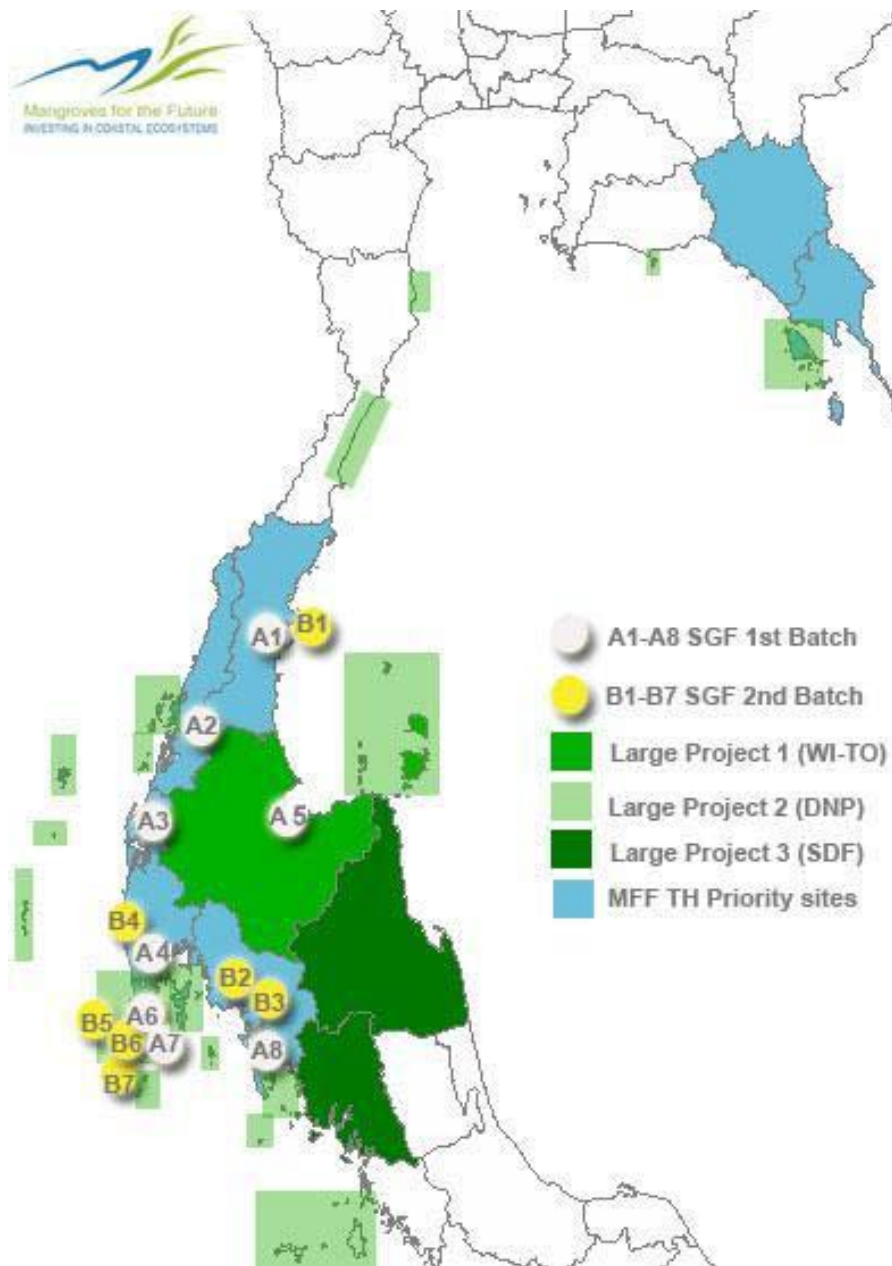 Mangroves for the Future
INVESTING IN COASTAL ECOSYSTEMS
A1
B1
A2
A3
A 5
B4
A4
B2
B3
B5
A6
B6
A7
A8
B7
A1-A8 SGF 1st Batch
B1-B7 SGF 2nd Batch
Large Project 1 (WI-TO)
Large Project 2 (DNP)
Large Project 3 (SDF)
MFF TH Priority sites